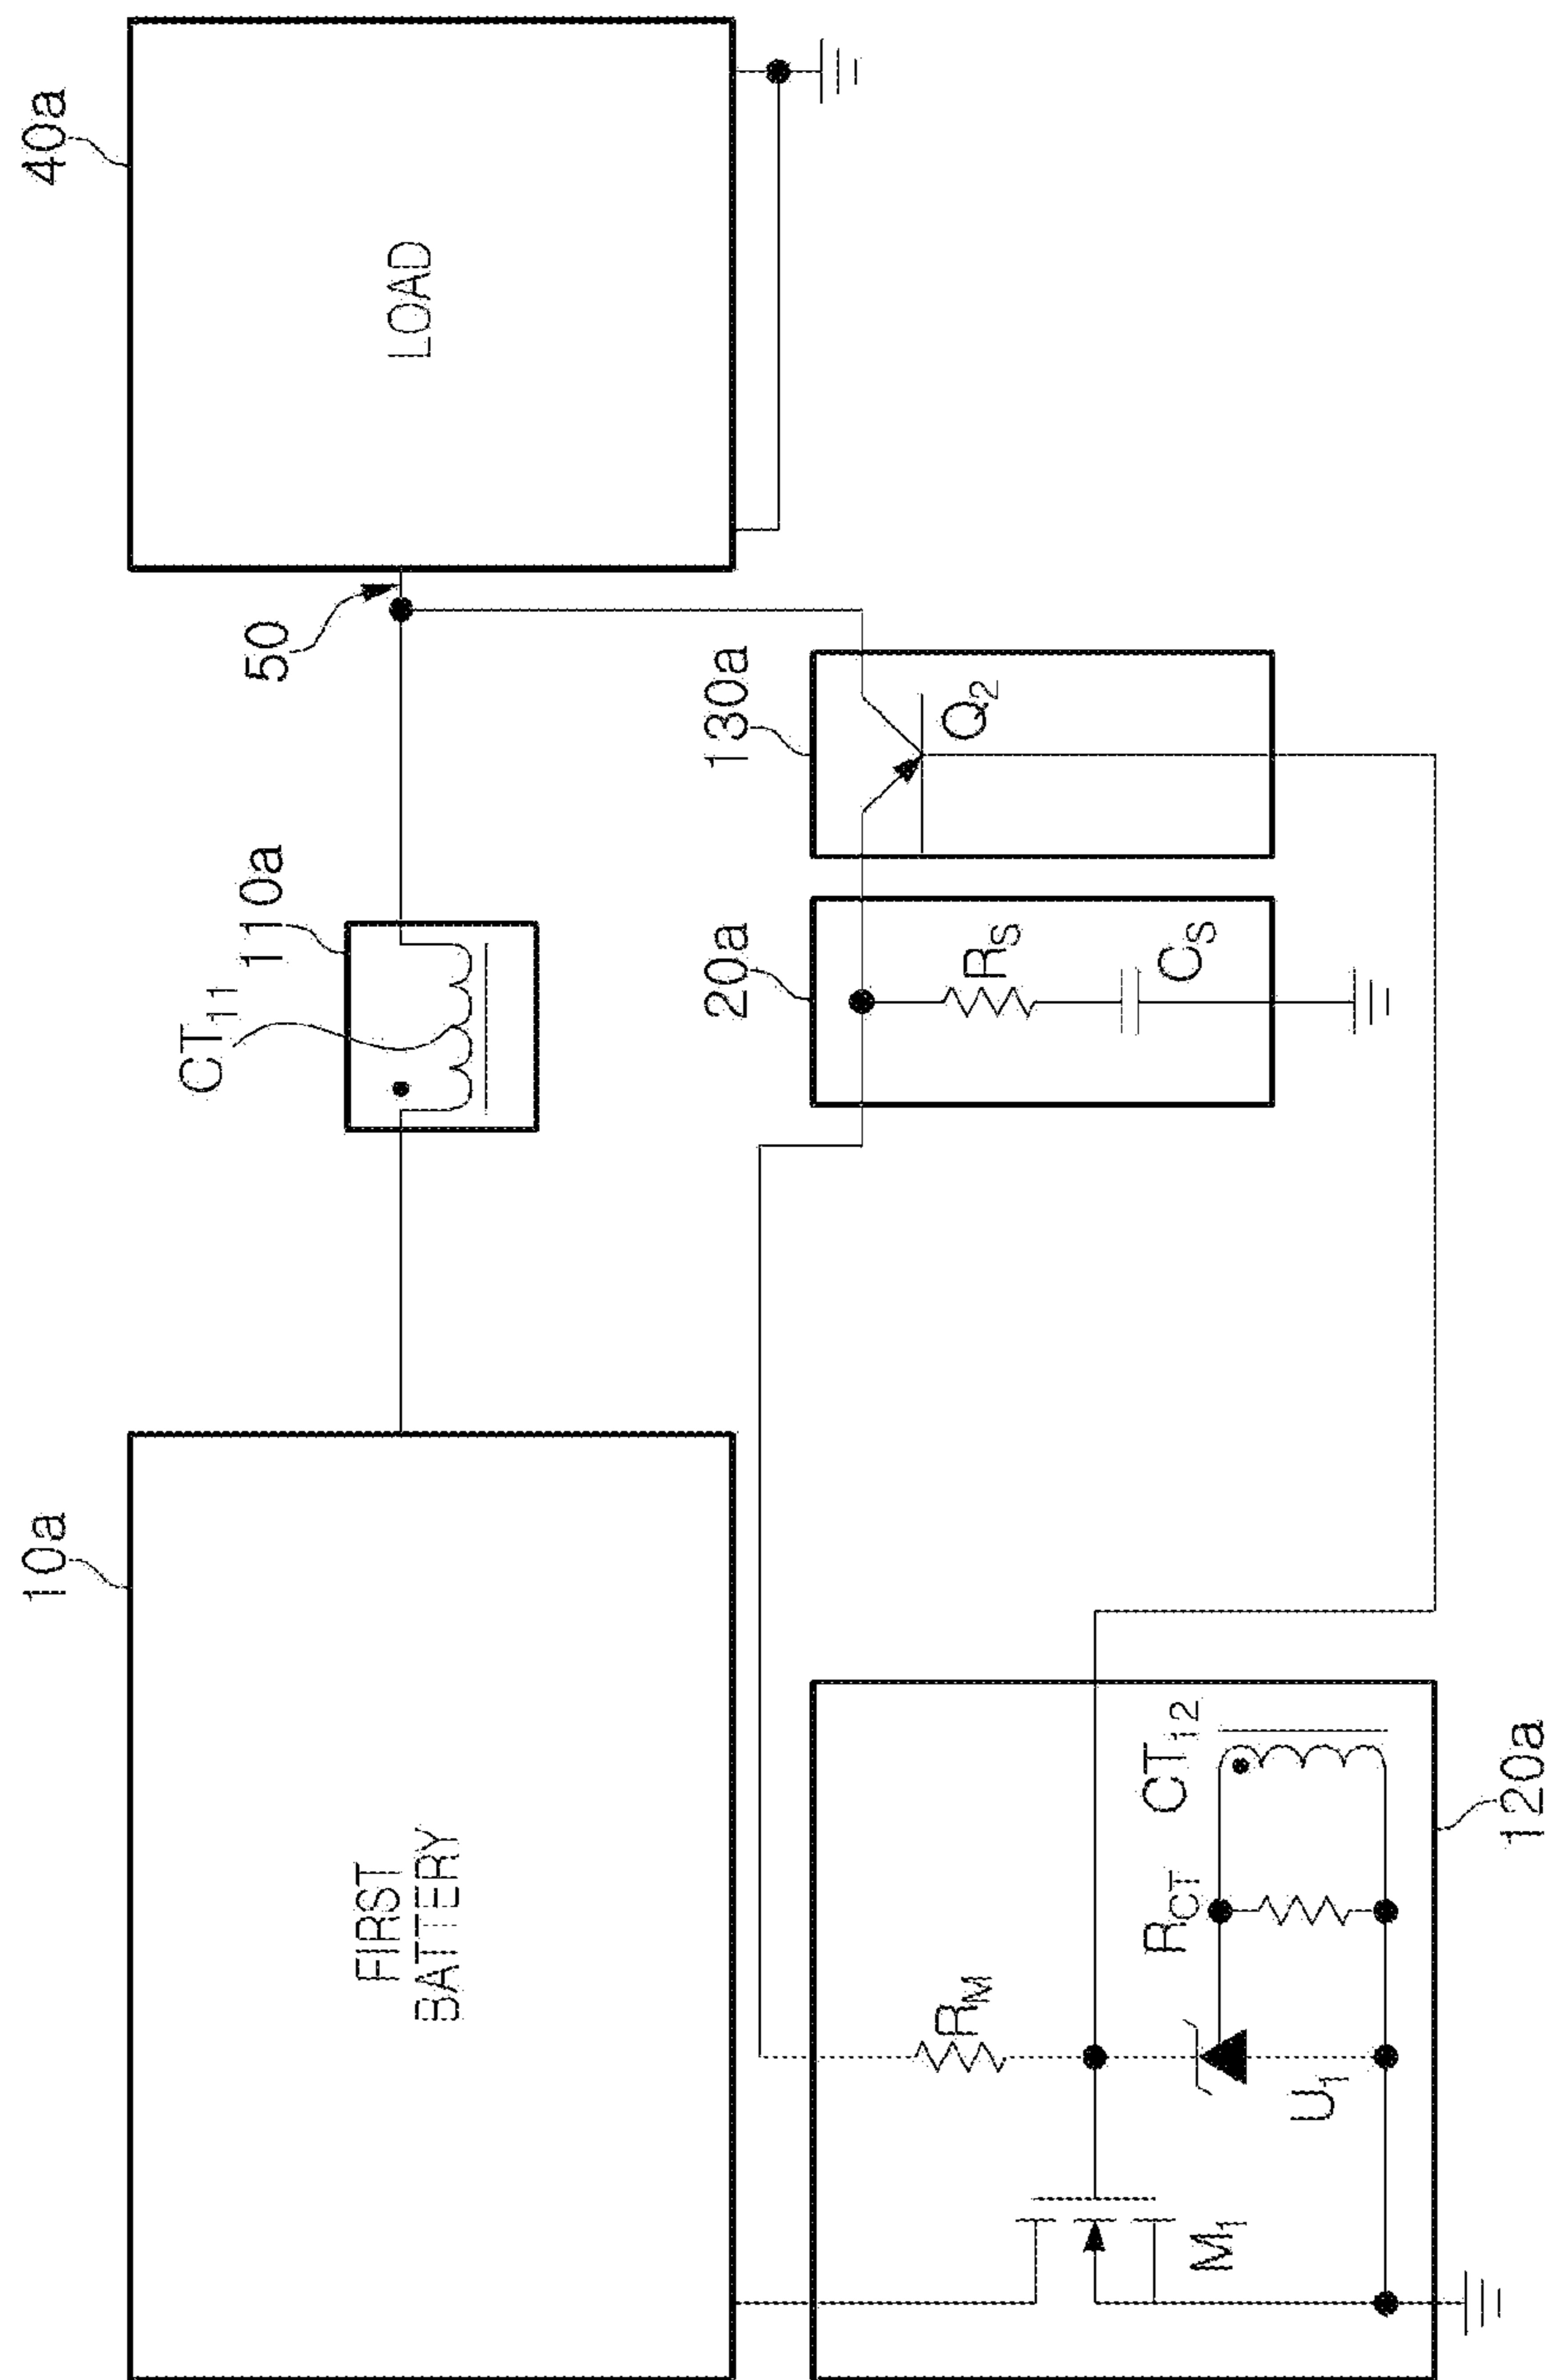 10a
FIRST
BATTERY
CT11
110a
50
40a
LOAD
20a
RS
CS
130a
Q2
M1
RM
U1
RCT
CT12
120a